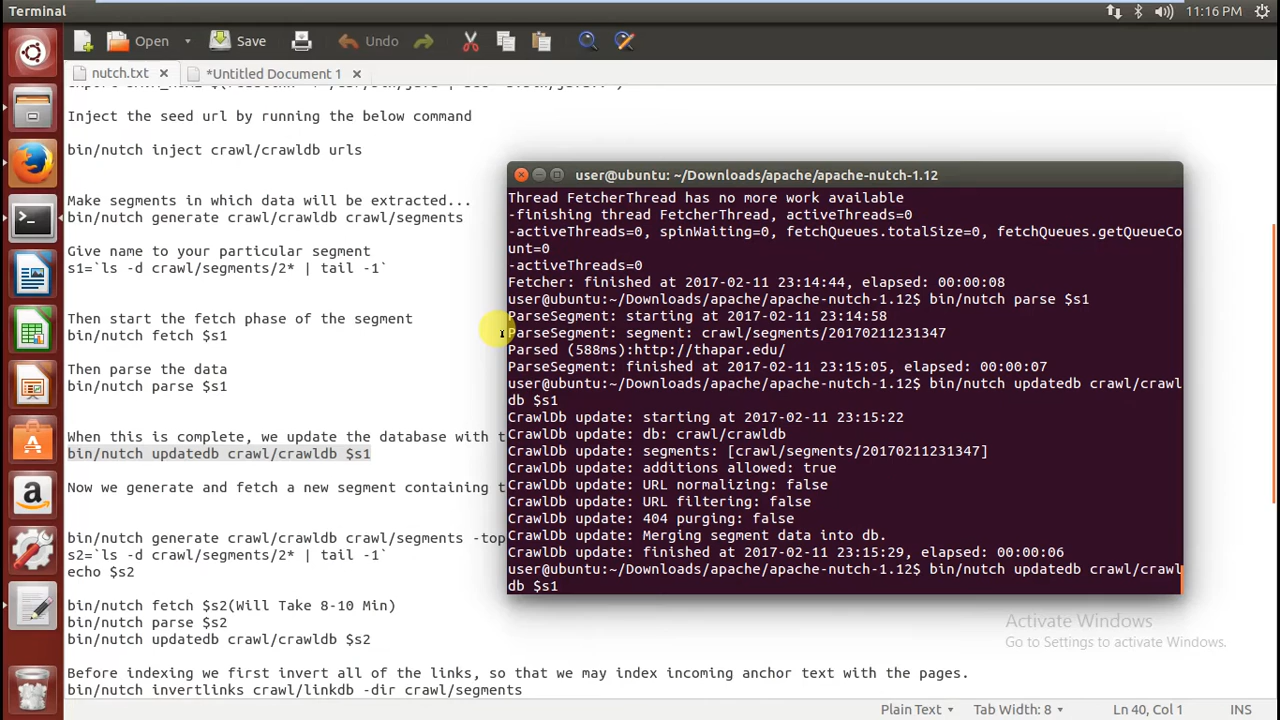 Terminal
11:16 PM
Open
Save
Undo
nutch.txt
*Untitled Document 1
Inject the seed url by running the below command
bin/nutch inject crawl/crawldb urls
Make segments in which data will be extracted...
bin/nutch generate crawl/crawldb crawl/segments
Give name to your particular segment
s1=`ls -d crawl/segments/2* | tail -1`
Then start the fetch phase of the segment
bin/nutch fetch $s1
Then parse the data
bin/nutch parse $s1
When this is complete, we update the database with t
bin/nutch updatedb crawl/crawldb $s1
Now we generate and fetch a new segment containing t
bin/nutch generate crawl/crawldb crawl/segments -top
s2=`ls -d crawl/segments/2* | tail -1`
echo $s2
bin/nutch fetch $s2(Will Take 8-10 Min)
bin/nutch parse $s2
bin/nutch updatedb crawl/crawldb $s2
Before indexing we first invert all of the links, so that we may index incoming anchor text with the pages.
bin/nutch invertlinks crawl/linkdb -dir crawl/segments
user@ubuntu: ~/Downloads/apache/apache-nutch-1.12
Thread FetcherThread has no more work available
-finishing thread FetcherThread, activeThreads=0
-activeThreads=0, spinWaiting=0, fetchQueues.totalSize=0, fetchQueues.getQueueCo
unt=0
-activeThreads=0
Fetcher: finished at 2017-02-11 23:14:44, elapsed: 00:00:08
user@ubuntu:~/Downloads/apache/apache-nutch-1.12$ bin/nutch parse $s1
ParseSegment: starting at 2017-02-11 23:14:58
ParseSegment: segment: crawl/segments/20170211231347
Parsed (588ms):http://thapar.edu/
ParseSegment: finished at 2017-02-11 23:15:05, elapsed: 00:00:07
user@ubuntu:~/Downloads/apache/apache-nutch-1.12$ bin/nutch updatedb crawl/crawl
db $s1
CrawlDb update: starting at 2017-02-11 23:15:22
CrawlDb update: db: crawl/crawldb
CrawlDb update: segments: [crawl/segments/20170211231347]
CrawlDb update: additions allowed: true
CrawlDb update: URL normalizing: false
CrawlDb update: URL filtering: false
CrawlDb update: 404 purging: false
CrawlDb update: Merging segment data into db.
CrawlDb update: finished at 2017-02-11 23:15:29, elapsed: 00:00:06
user@ubuntu:~/Downloads/apache/apache-nutch-1.12$ bin/nutch updatedb crawl/crawl
db $s1
Activate Windows
Go to Settings to activate Windows.
Plain Text
Tab Width: 8
Ln 40, Col 1
INS